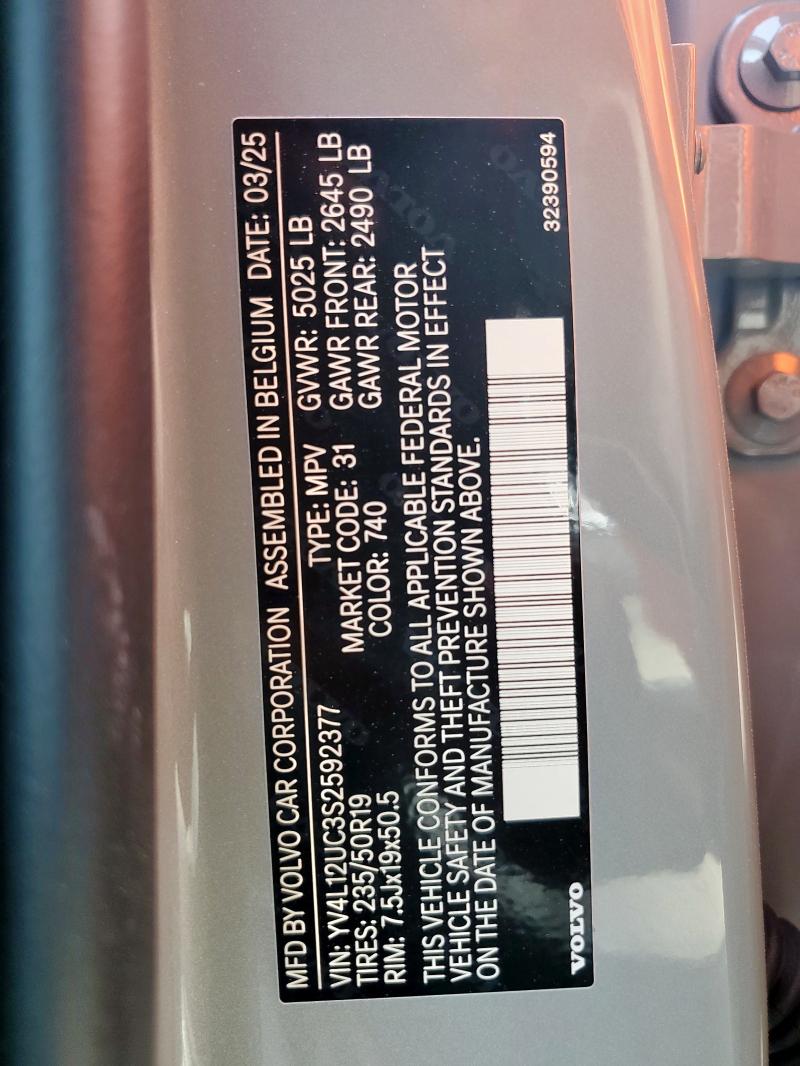 MFD BY VOLVO CAR CORPORATION ASSEMBLED IN BELGIUM DATE: 03/25
VIN: YV4L12UC3S2592377 TYPE: MPV GVWR: 5025 LB
TIRES: 235/50R19 MARKET CODE: 31 GAWR FRONT: 2645 LB
RIM: 7.5Jx19x50.5 COLOR: 740 GAWR REAR: 2490 LB
THIS VEHICLE CONFORMS TO ALL APPLICABLE FEDERAL MOTOR
VEHICLE SAFETY AND THEFT PREVENTION STANDARDS IN EFFECT
ON THE DATE OF MANUFACTURE SHOWN ABOVE.
VOLVO 32390594